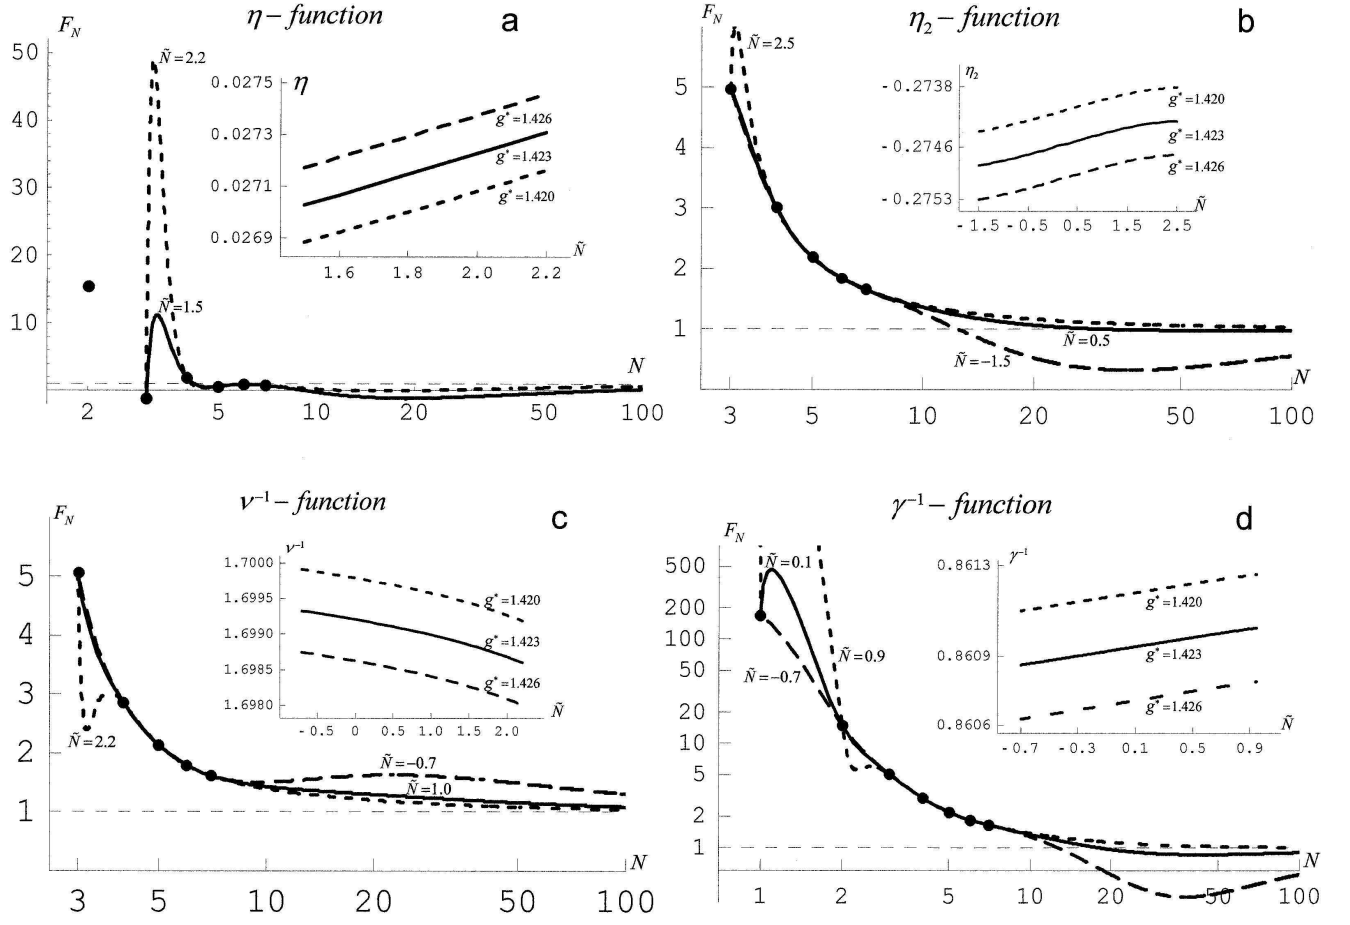 η – function
a
F_N
50
40
30
20
10
Ñ=2.2
Ñ=1.5
N
2
5
10
20
50
100
η
0.0275
0.0273
0.0271
0.0269
g*=1.426
g*=1.423
g*=1.420
Ñ
1.6
1.8
2.0
2.2
η₂ – function
b
F_N
5
4
3
2
1
Ñ=2.5
Ñ=0.5
Ñ=−1.5
N
3
5
10
20
50
100
η₂
-0.2738
-0.2746
-0.2753
g*=1.420
g*=1.423
g*=1.426
Ñ
-1.5
-0.5
0.5
1.5
2.5
ν⁻¹ – function
c
F_N
5
4
3
2
1
Ñ=2.2
Ñ=−0.7
Ñ=1.0
N
3
5
10
20
50
100
ν⁻¹
1.7000
1.6995
1.6990
1.6985
1.6980
g*=1.420
g*=1.423
g*=1.426
Ñ
-0.5
0
0.5
1.0
1.5
2.0
γ⁻¹ – function
d
F_N
500
200
100
50
20
10
5
2
1
Ñ=0.1
Ñ=0.9
Ñ=−0.7
N
1
2
5
10
20
50
100
γ⁻¹
0.8613
0.8609
0.8606
g*=1.420
g*=1.423
g*=1.426
Ñ
-0.7
-0.3
0.1
0.5
0.9